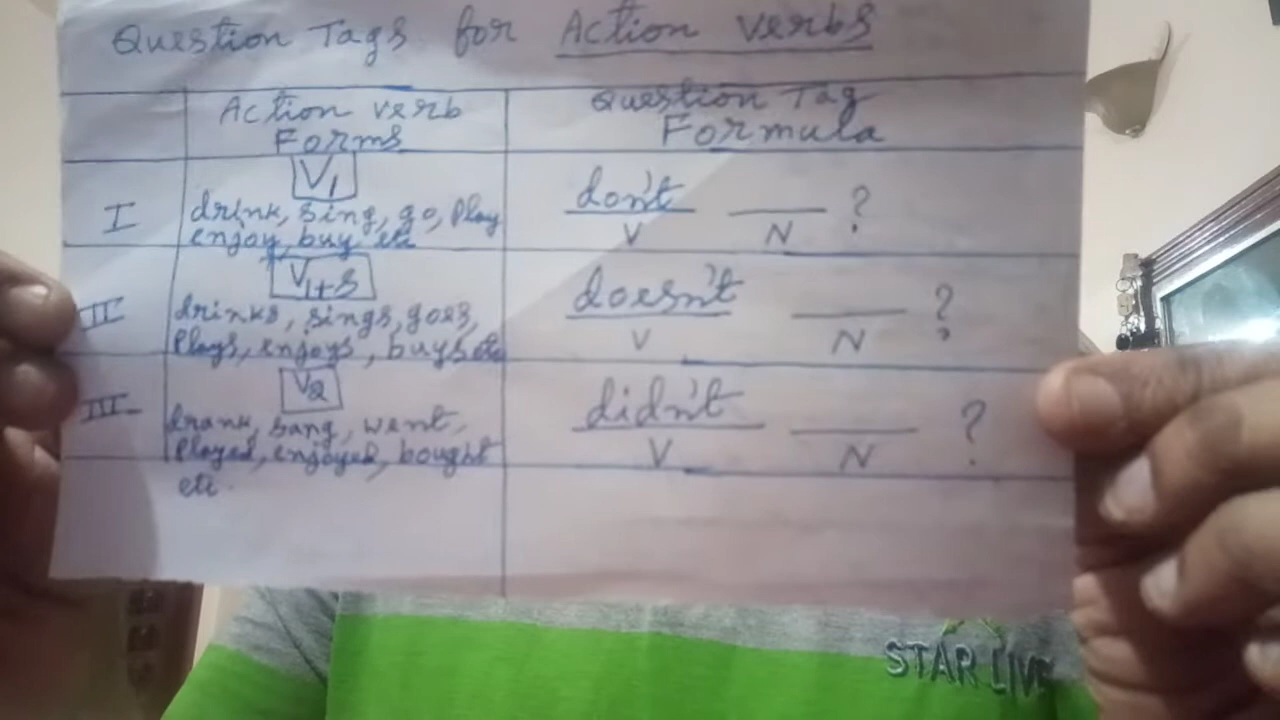 Question Tags for Action Verbs
Action Verb
Forms
Question Tag
Formula
I
V1
drink, sing, go, Play
enjoy, buy etc
don't ?
V N
II
V1+S
drinks, sings, goes,
Plays, enjoys, buys etc
doesn't ?
V N
III
V2
drank, sang, went,
Played, enjoyed, bought
etc.
didn't ?
V N
STAR LIVE